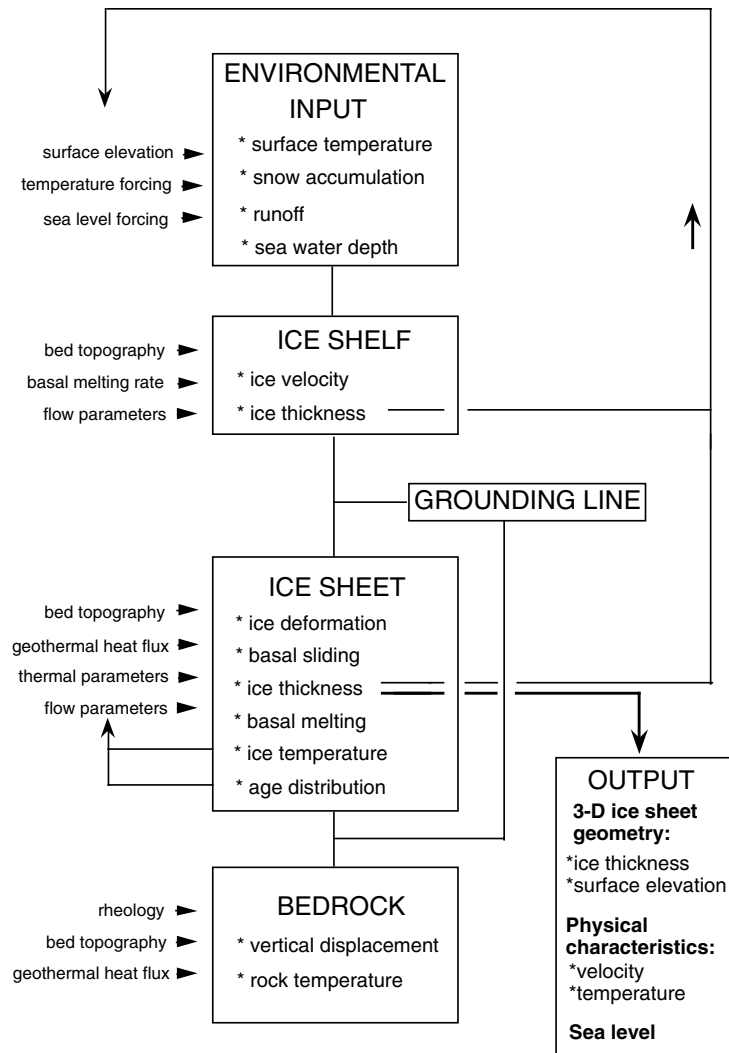 ENVIRONMENTAL
INPUT
* surface temperature
* snow accumulation
* runoff
* sea water depth
surface elevation
temperature forcing
sea level forcing
ICE SHELF
* ice velocity
* ice thickness
bed topography
basal melting rate
flow parameters
GROUNDING LINE
ICE SHEET
* ice deformation
* basal sliding
* ice thickness
* basal melting
* ice temperature
* age distribution
bed topography
geothermal heat flux
thermal parameters
flow parameters
BEDROCK
* vertical displacement
* rock temperature
rheology
bed topography
geothermal heat flux
OUTPUT
3-D ice sheet
geometry:
*ice thickness
*surface elevation
Physical
characteristics:
*velocity
*temperature
Sea level